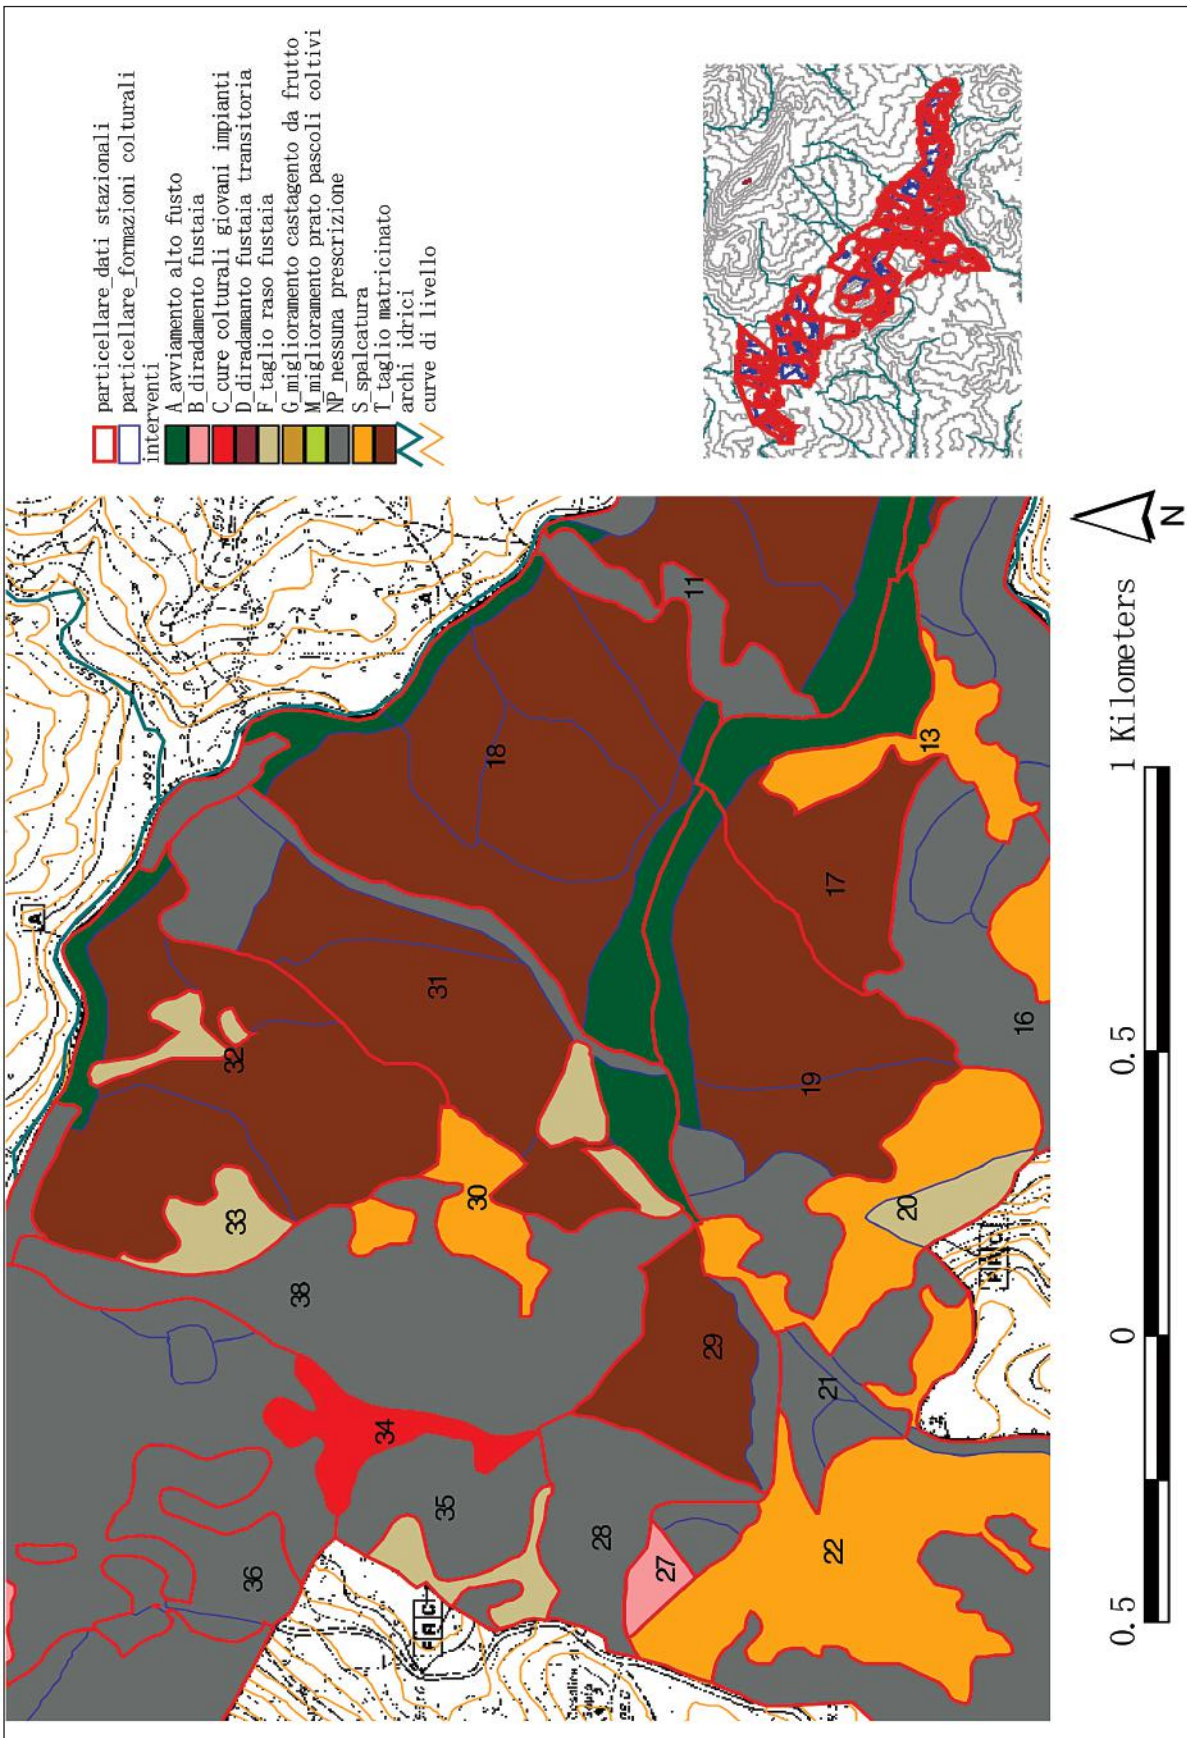 particellare_dati stazionali
particellare_formazioni colturali
interventi
A_avviamento alto fusto
B_diradamento fustaia
C_cure colturali giovani impianti
D_diradamanto fustaia transitoria
F_taglio raso fustaia
G_miglioramento castagento da frutto
M_miglioramento prato pascoli coltivi
NP_nessuna prescrizione
S_spalcatura
T_taglio matricinato
archi idrici
curve di livello
A
A
11
18
13
17
31
32
16
19
30
33
20
38
29
21
34
35
28
27
22
36
F A C
0.5
0
0.5
1 Kilometers
N